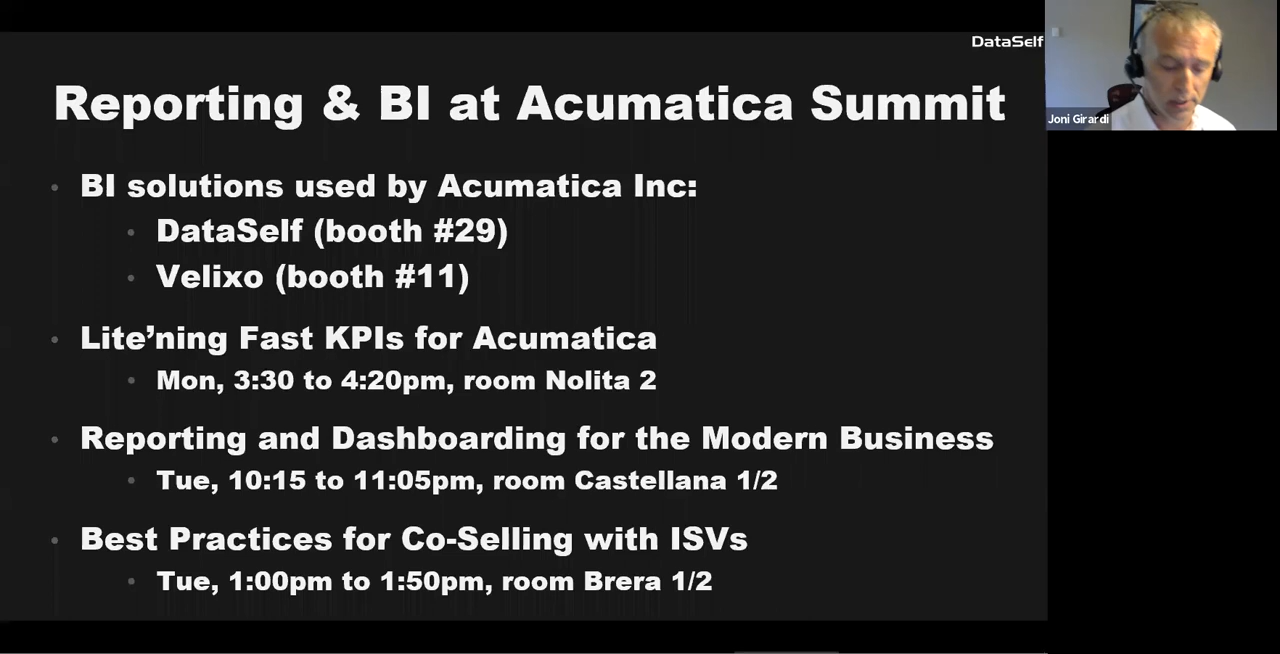 DataSelf
Reporting & BI at Acumatica Summit
Joni Girardi
• BI solutions used by Acumatica Inc:
• DataSelf (booth #29)
• Velixo (booth #11)
• Lite’ning Fast KPIs for Acumatica
• Mon, 3:30 to 4:20pm, room Nolita 2
• Reporting and Dashboarding for the Modern Business
• Tue, 10:15 to 11:05pm, room Castellana 1/2
• Best Practices for Co-Selling with ISVs
• Tue, 1:00pm to 1:50pm, room Brera 1/2